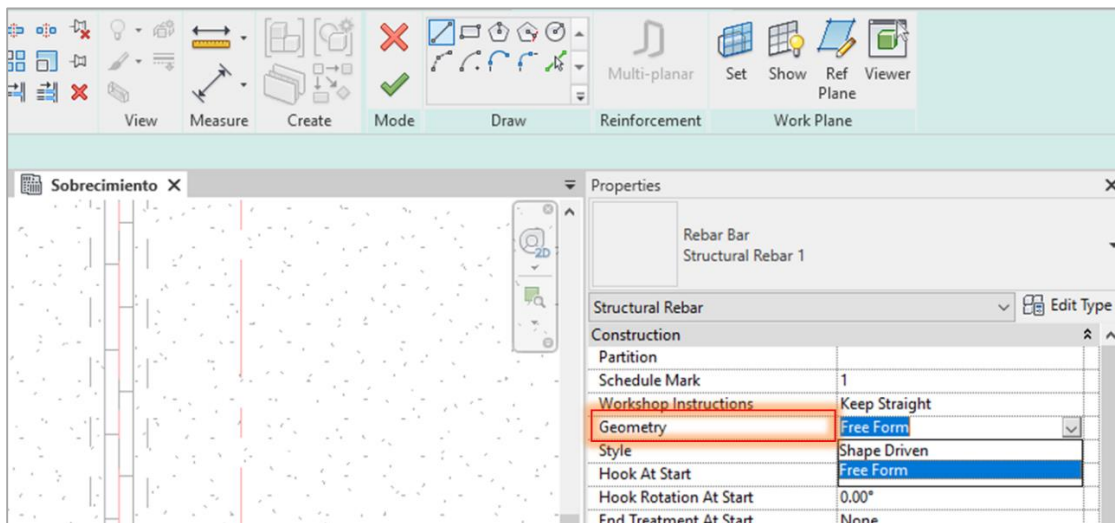 Multi-planar
Set
Show
Ref
Plane
Viewer
View
Measure
Create
Mode
Draw
Reinforcement
Work Plane
Sobrecimiento
Properties
2D
Rebar Bar
Structural Rebar 1
Structural Rebar
Edit Type
Construction
Partition
Schedule Mark 1
Workshop Instructions Keep Straight
Geometry Free Form
Style Shape Driven
Hook At Start Free Form
Hook Rotation At Start 0.00°
End Treatment At Start None